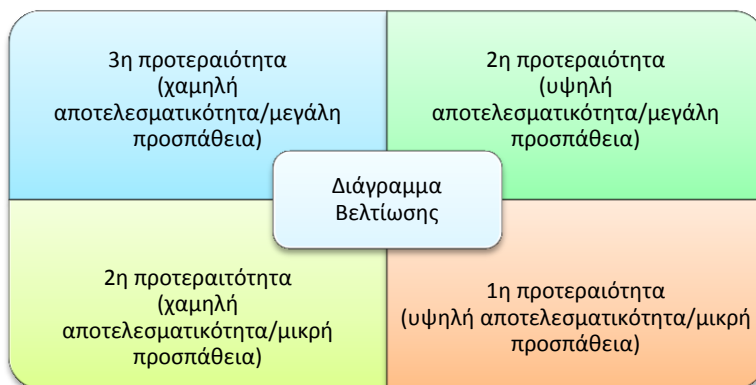 3η προτεραιότητα
(χαμηλή
αποτελεσματικότητα/μεγάλη
προσπάθεια)
2η προτεραιότητα
(υψηλή
αποτελεσματικότητα/μεγάλη
προσπάθεια)
Διάγραμμα
Βελτίωσης
2η προτεραιτότητα
(χαμηλή
αποτελεσματικότητα/μικρή
προσπάθεια)
1η προτεραιότητα
(υψηλή αποτελεσματικότητα/μικρή
προσπάθεια)